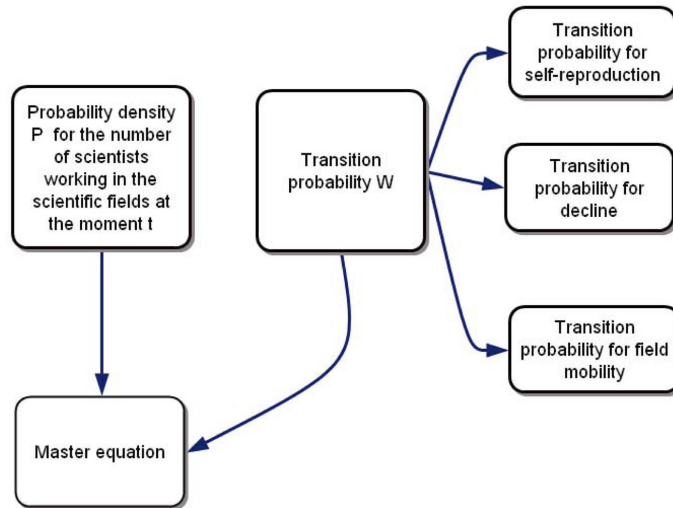 Transition
probability for
self-reproduction
Probability density
P for the number
of scientists
working in the
scientific fields at
the moment t
Transition
probability W
Transition
probability for
decline
Transition
probability for field
mobility
Master equation